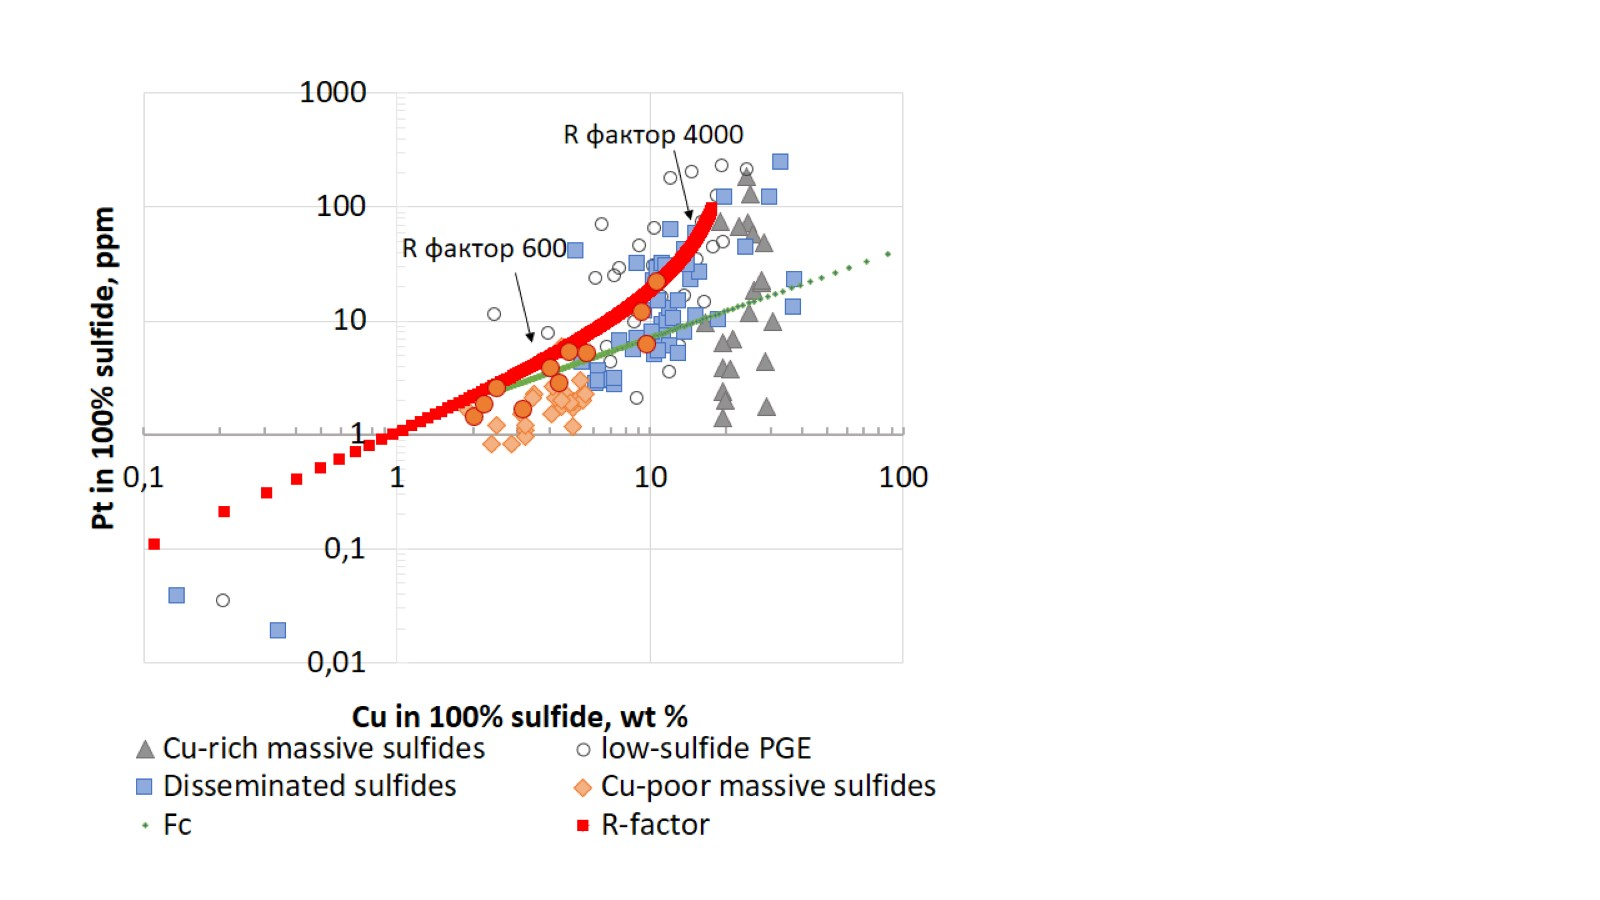 1000
R фактор 4000
100
R фактор 600
10
1
0,1
1
10
100
0,1
0,01
Pt in 100% sulfide, ppm
Cu in 100% sulfide, wt %
Cu-rich massive sulfides
low-sulfide PGE
Disseminated sulfides
Cu-poor massive sulfides
Fc
R-factor